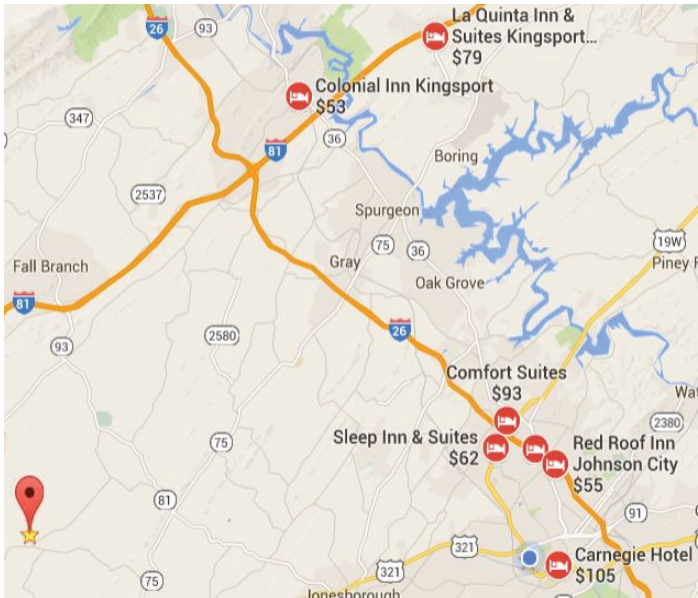 26
93
La Quinta Inn &
Suites Kingsport...
$79
Colonial Inn Kingsport
$53
347
36
81
Boring
2537
Spurgeon
19W
75
36
Fall Branch
Gray
Piney
Oak Grove
81
26
93
2580
Comfort Suites
$93
2380
75
Sleep Inn & Suites
$62
Red Roof Inn
Johnson City
$55
81
91
321
321
Carnegie Hotel
$105
75
Jonesborough